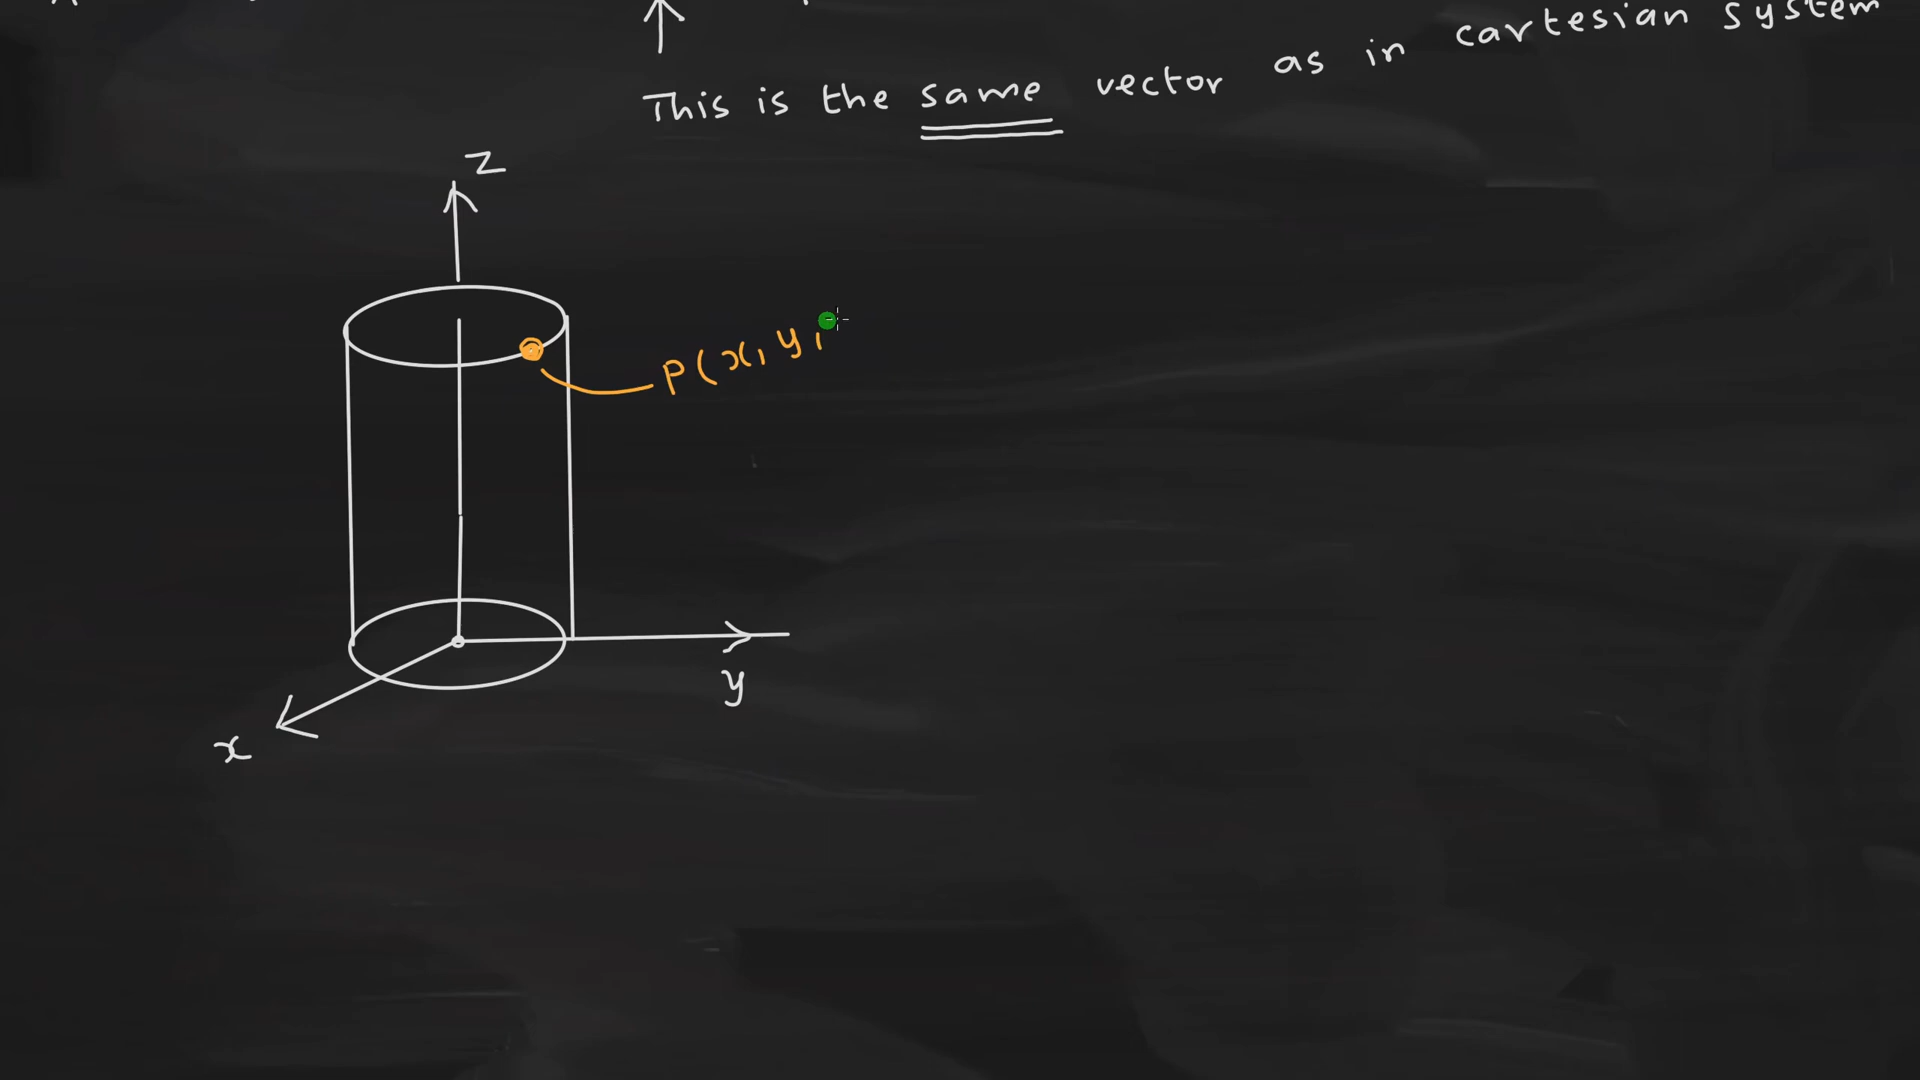 This is the same vector as in cartesian system
z
P(x, y,
y
x